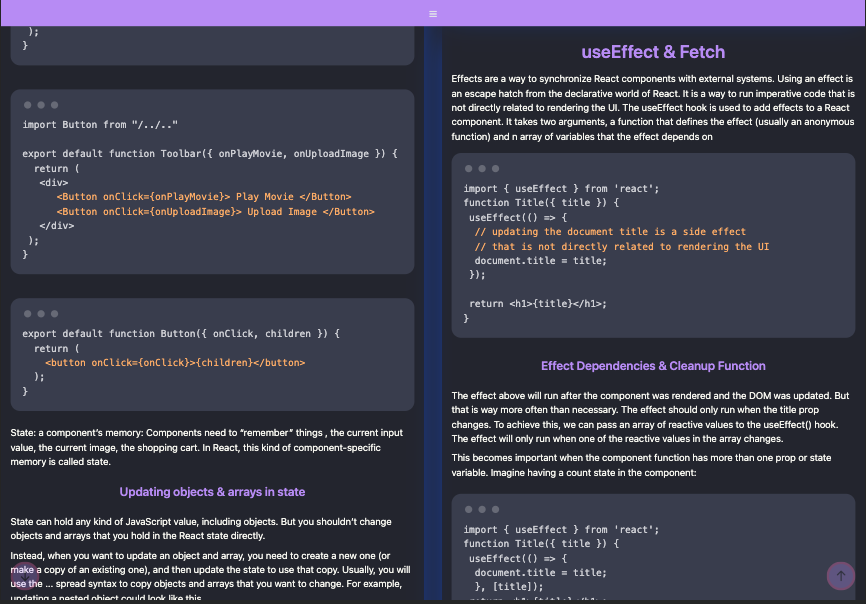 );
}
import Button from "/../.."
export default function Toolbar({ onPlayMovie, onUploadImage }) {
return (
<div>
<Button onClick={onPlayMovie}> Play Movie </Button>
<Button onClick={onUploadImage}> Upload Image </Button>
</div>
);
}
export default function Button({ onClick, children }) {
return (
<button onClick={onClick}>{children}</button>
);
}
State: a component’s memory: Components need to “remember” things , the current input
value, the current image, the shopping cart. In React, this kind of component-specific
memory is called state.
Updating objects & arrays in state
State can hold any kind of JavaScript value, including objects. But you shouldn’t change
objects and arrays that you hold in the React state directly.
Instead, when you want to update an object and array, you need to create a new one (or
make a copy of an existing one), and then update the state to use that copy. Usually, you will
use the ... spread syntax to copy objects and arrays that you want to change. For example,
updating a nested object could look like this
useEffect & Fetch
Effects are a way to synchronize React components with external systems. Using an effect is
an escape hatch from the declarative world of React. It is a way to run imperative code that is
not directly related to rendering the UI. The useEffect hook is used to add effects to a React
component. It takes two arguments, a function that defines the effect (usually an anonymous
function) and n array of variables that the effect depends on
import { useEffect } from 'react';
function Title({ title }) {
useEffect(() => {
// updating the document title is a side effect
// that is not directly related to rendering the UI
document.title = title;
});
return <h1>{title}</h1>;
}
Effect Dependencies & Cleanup Function
The effect above will run after the component was rendered and the DOM was updated. But
that is way more often than necessary. The effect should only run when the title prop
changes. To achieve this, we can pass an array of reactive values to the useEffect() hook.
The effect will only run when one of the reactive values in the array changes.
This becomes important when the component function has more than one prop or state
variable. Imagine having a count state in the component:
import { useEffect } from 'react';
function Title({ title }) {
useEffect(() => {
document.title = title;
}, [title]);
return <h1>{title}</h1>;